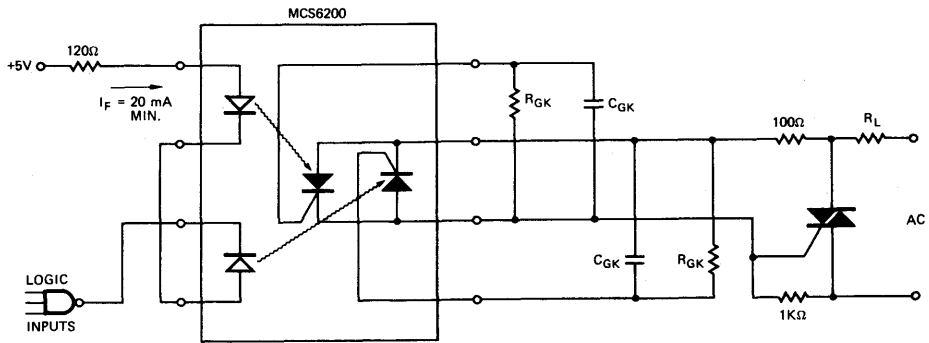 MCS6200
120Ω
+5V
I_F = 20 mA
MIN.
R_GK
C_GK
100Ω
R_L
AC
C_GK
R_GK
1KΩ
LOGIC
INPUTS